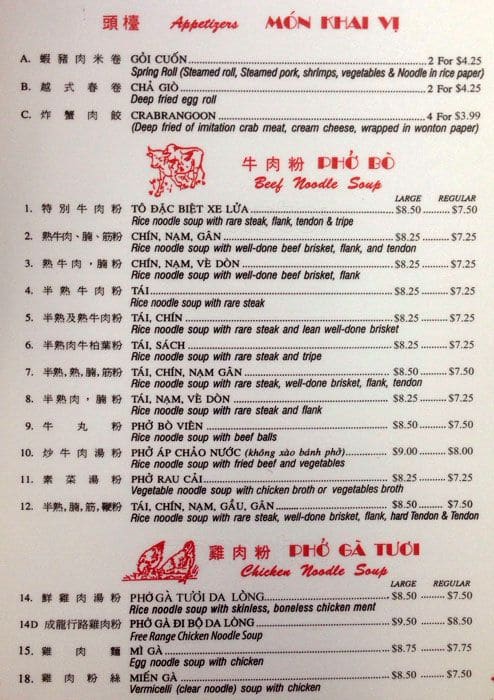 頭檯 Appetizers MÓN KHAI VỊ
A. 蝦豬肉米卷 GỎI CUỐN 2 For $4.25
Spring Roll (Steamed roll, Steamed pork, shrimps, vegetables & Noodle in rice paper)
B. 越式春卷 CHẢ GIÒ 2 For $4.25
Deep fried egg roll
C. 炸蟹肉餃 CRABRANGOON 4 For $3.99
(Deep fried of imitation crab meat, cream cheese, wrapped in wonton paper)
牛肉粉 PHỞ BÒ
Beef Noodle Soup
LARGE REGULAR
1. 特別牛肉粉 TÔ ĐẶC BIỆT XE LỬA $8.50 $7.50
Rice noodle soup with rare steak, flank, tendon & tripe
2. 熟牛肉、腩、筋粉 CHÍN, NẠM, GÂN $8.25 $7.25
Rice noodle soup with well-done beef brisket, flank, and tendon
3. 熟牛肉，腩粉 CHÍN, NẠM, VÈ DÒN $8.25 $7.25
Rice noodle soup with well-done beef brisket, flank
4. 半熟牛肉粉 TÁI $8.25 $7.25
Rice noodle soup with rare steak
5. 半熟及熟牛肉粉 TÁI, CHÍN $8.25 $7.25
Rice noodle soup with rare steak and lean well-done brisket
6. 半熟肉牛柏葉粉 TÁI, SÁCH $8.25 $7.25
Rice noodle soup with rare steak and tripe
7. 半熟，熟，腩，筋粉 TÁI, CHÍN, NẠM GÂN $8.50 $7.50
Rice noodle soup with rare steak, well-done brisket, flank, tendon
8. 半熟肉，腩粉 TÁI, NẠM, VÈ DÒN $8.25 $7.25
Rice noodle soup with rare steak and flank
9. 牛丸粉 PHỞ BÒ VIÊN $8.50 $7.50
Rice noodle soup with beef balls
10. 炒牛肉湯粉 PHỞ ÁP CHẢO NƯỚC (không xào bánh phở) $9.00 $8.00
Rice noodle soup with fried beef and vegetables
11. 素菜湯粉 PHỞ RAU CẢI $8.25 $7.25
Vegetable noodle soup with chicken broth or vegetables broth
12. 半熟，腩，筋，鞭粉 TÁI, CHÍN, NẠM, GẦU, GÂN $8.50 $7.50
Rice noodle soup with rare steak, well-done brisket, flank, hard Tendon & Tendon
雞肉粉 PHỞ GÀ TƯƠI
Chicken Noodle Soup
LARGE REGULAR
14. 鮮雞肉湯粉 PHỞ GÀ TƯỞI DA LÒNG $8.50 $7.50
Rice noodle soup with skinless, boneless chicken ment
14D 成龍行路雞肉粉 PHỞ GÀ ĐI BỘ DA LÒNG $9.50 $8.50
Free Range Chicken Noodle Soup
15. 雞肉麵 MÌ GÀ $8.75 $7.75
Egg noodle soup with chicken
18. 雞肉粉絲 MIẾN GÀ $8.50 $7.50
Vermicelli (clear noodle) soup with chicken